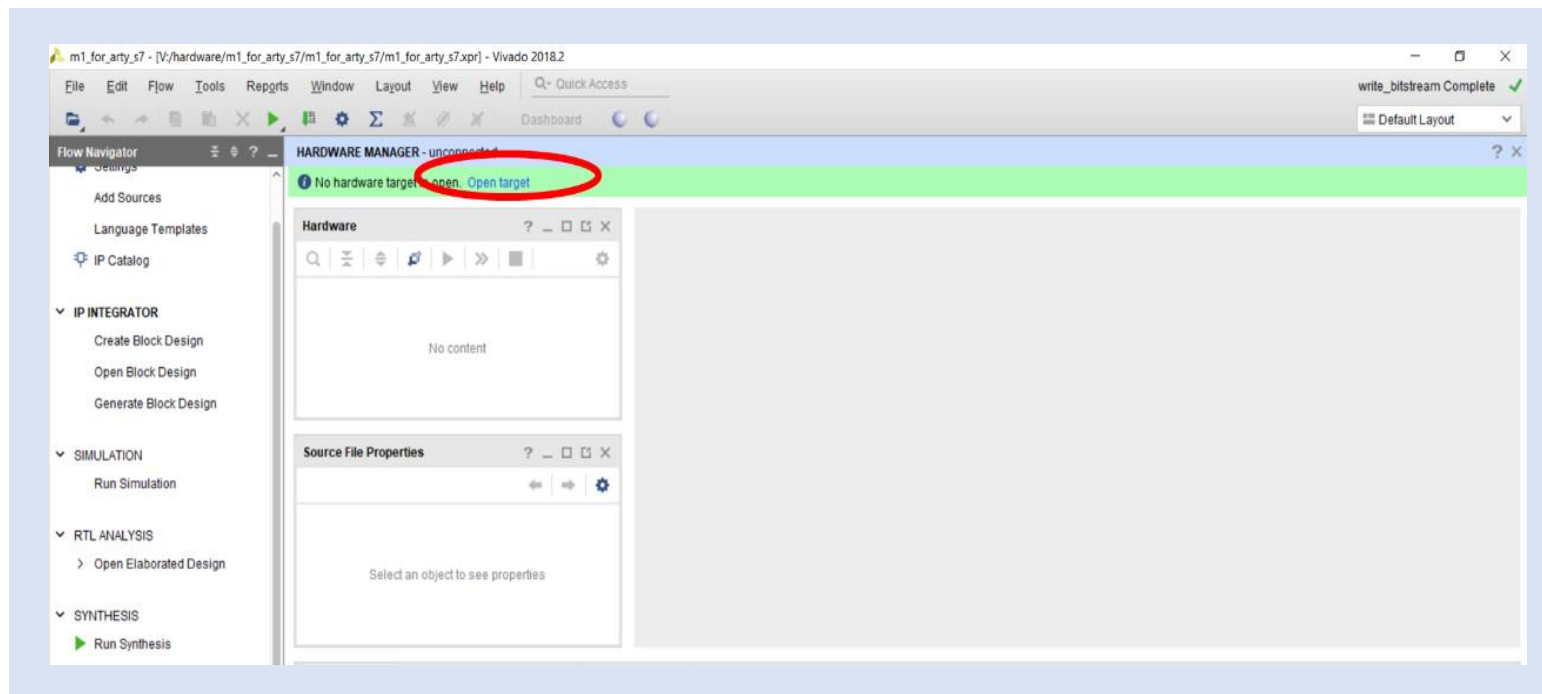 m1_for_arty_s7 - [V:/hardware/m1_for_arty_s7/m1_for_arty_s7/m1_for_arty_s7.xpr] - Vivado 2018.2
File Edit Flow Tools Reports Window Layout View Help Quick Access
write_bitstream Complete
Dashboard
Default Layout
Flow Navigator
HARDWARE MANAGER - unconnected
Settings
No hardware target is open. Open target
Add Sources
Language Templates
IP Catalog
Hardware
No content
IP INTEGRATOR
Create Block Design
Open Block Design
Generate Block Design
Source File Properties
Select an object to see properties
SIMULATION
Run Simulation
RTL ANALYSIS
Open Elaborated Design
SYNTHESIS
Run Synthesis